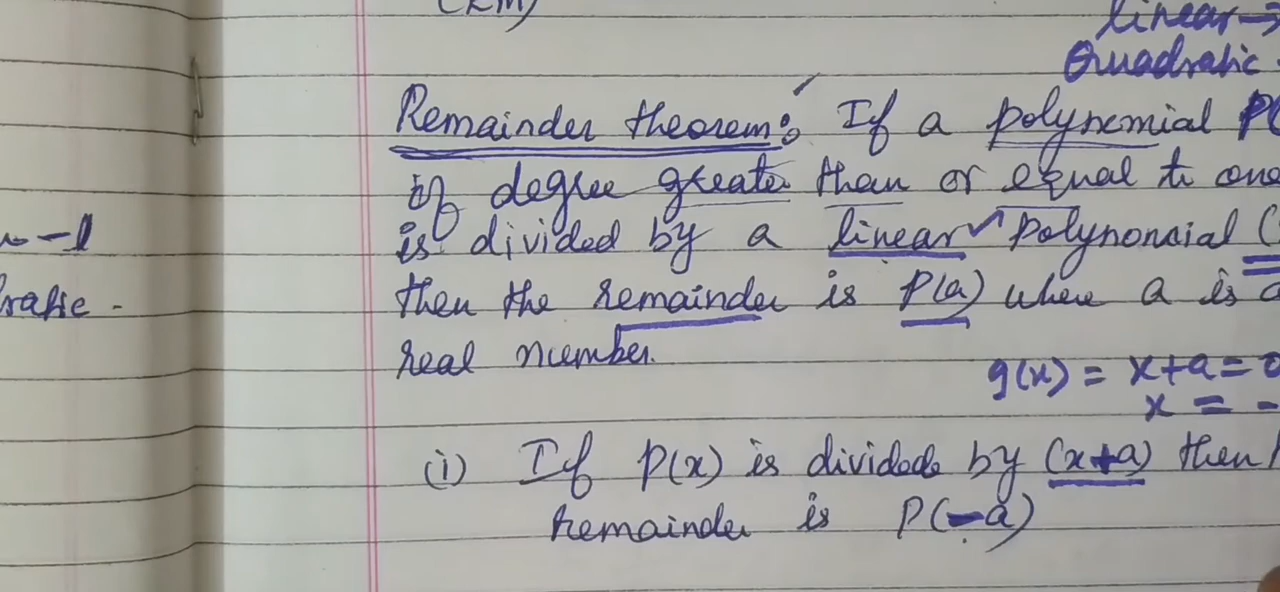 linear →
Quadratic.
Remainder theorem: If a polynomial P(
of degree greater than or equal to one
is divided by a linear ✓ polynomial (
then the remainder is P(a) where a is a
real number.
g(x) = x+a = 0
x = -
(i) If P(x) is divided by (x+a) then
remainder is P(-a)
-1